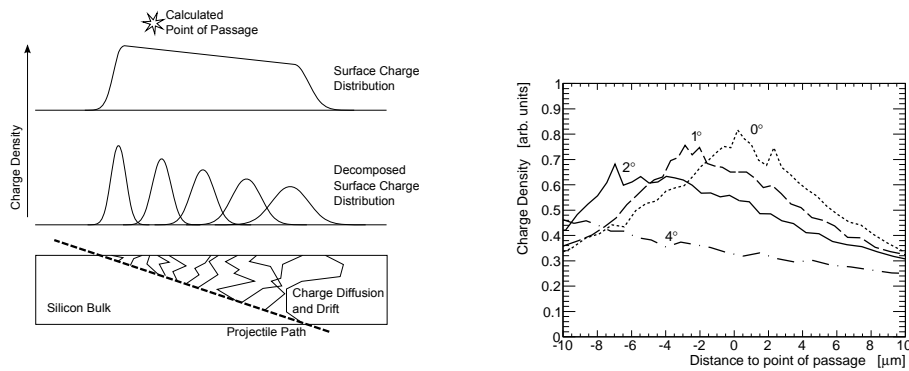 Calculated
Point of Passage
Surface Charge
Distribution
Charge Density
Decomposed
Surface Charge
Distribution
Silicon Bulk
Charge Diffusion
and Drift
Projectile Path
Charge Density [arb. units]
1
0.9
0.8
0.7
0.6
0.5
0.4
0.3
0.2
0.1
0
0°
1°
2°
4°
-10 -8 -6 -4 -2 0 2 4 6 8 10
Distance to point of passage [μm]